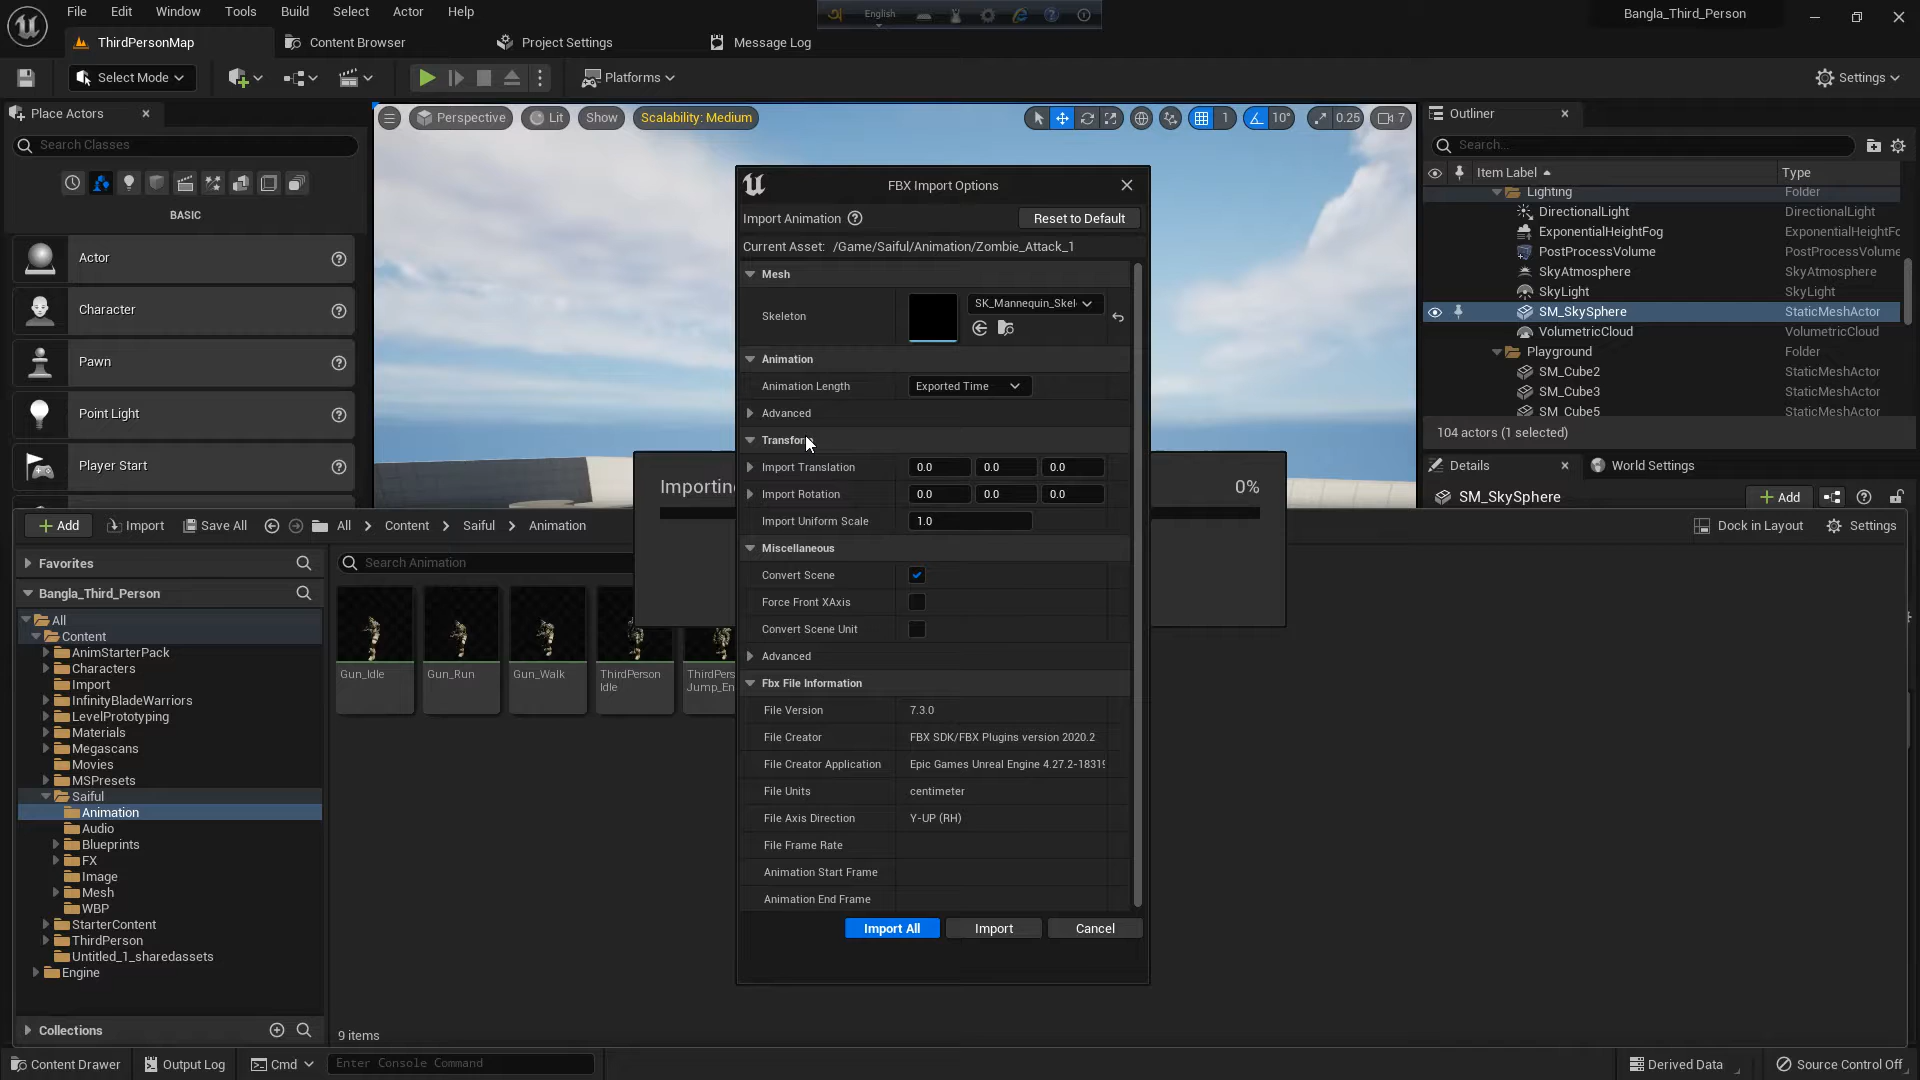 File Edit Window Tools Build Select Actor Help
English
Bangla_Third_Person
ThirdPersonMap Content Browser Project Settings Message Log
Select Mode Platforms Settings
Place Actors
Search Classes
BASIC
Actor
Character
Pawn
Point Light
Player Start
Perspective Lit Show Scalability: Medium 1 10° 0.25 7
Outliner
Search...
Item Label Type
Lighting Folder
DirectionalLight DirectionalLight
ExponentialHeightFog ExponentialHeightFo
PostProcessVolume PostProcessVolume
SkyAtmosphere SkyAtmosphere
SkyLight SkyLight
SM_SkySphere StaticMeshActor
VolumetricCloud VolumetricCloud
Playground Folder
SM_Cube2 StaticMeshActor
SM_Cube3 StaticMeshActor
SM_Cube5 StaticMeshActor
104 actors (1 selected)
Details World Settings
SM_SkySphere Add
FBX Import Options
Import Animation Reset to Default
Current Asset: /Game/Saiful/Animation/Zombie_Attack_1
Mesh
Skeleton SK_Mannequin_Skel
Animation
Animation Length Exported Time
Advanced
Transform
Import Translation 0.0 0.0 0.0
Import Rotation 0.0 0.0 0.0
Import Uniform Scale 1.0
Miscellaneous
Convert Scene
Force Front XAxis
Convert Scene Unit
Advanced
Fbx File Information
File Version 7.3.0
File Creator FBX SDK/FBX Plugins version 2020.2
File Creator Application Epic Games Unreal Engine 4.27.2-18319
File Units centimeter
File Axis Direction Y-UP (RH)
File Frame Rate
Animation Start Frame
Animation End Frame
Import All Import Cancel
Importing 0%
Add Import Save All All Content Saiful Animation Dock in Layout Settings
Favorites
Bangla_Third_Person
All
Content
AnimStarterPack
Characters
Import
InfinityBladeWarriors
LevelPrototyping
Materials
Megascans
Movies
MSPresets
Saiful
Animation
Audio
Blueprints
FX
Image
Mesh
WBP
StarterContent
ThirdPerson
Untitled_1_sharedassets
Engine
Collections
Search Animation
Gun_Idle Gun_Run Gun_Walk ThirdPerson ThirdPers
Idle Jump_En
9 items
Content Drawer Output Log Cmd Enter Console Command Derived Data Source Control Off